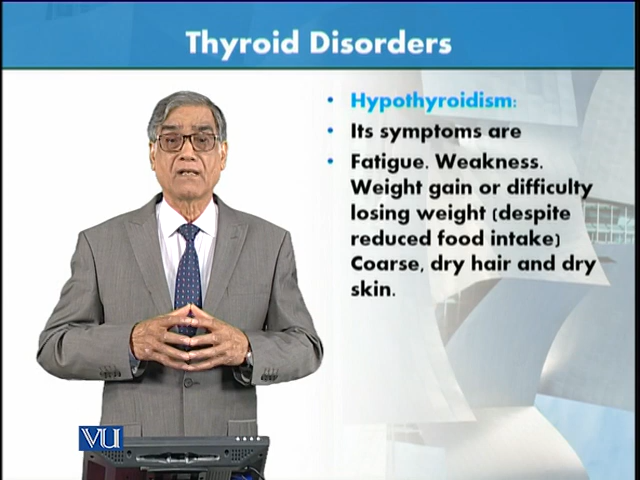 Thyroid Disorders
• Hypothyroidism:
• Its symptoms are
• Fatigue. Weakness.
Weight gain or difficulty
losing weight (despite
reduced food intake)
Coarse, dry hair and dry
skin.
VU